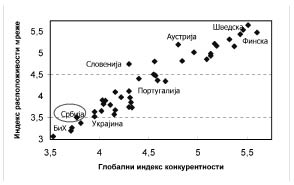 Индекс расположивости мреже
5,5
5
4,5
4
3,5
3
Шведска
Аустрија
Финска
Словенија
Португалија
Србија
БиХ
Украјина
3,5
4
4,5
5
5,5
Глобални индекс конкурентности